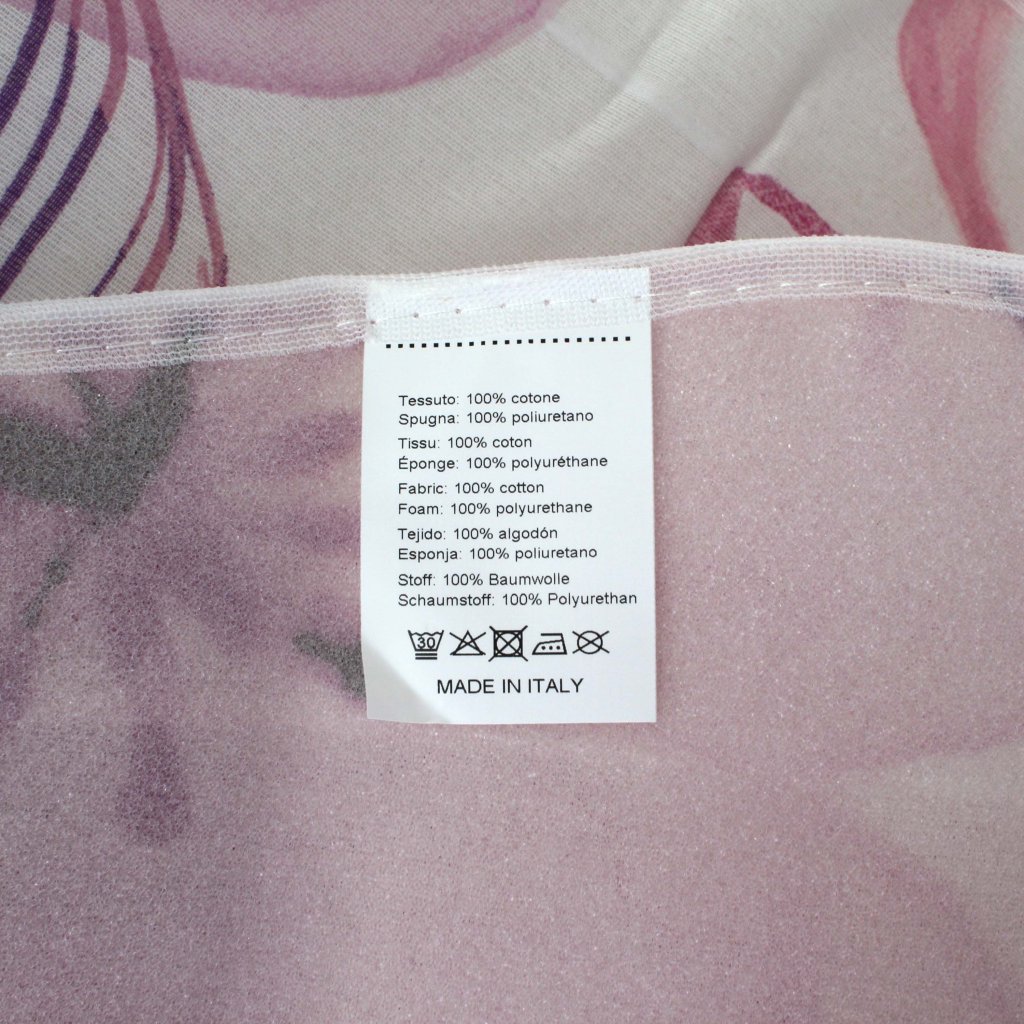 Tessuto: 100% cotone
Spugna: 100% poliuretano
Tissu: 100% coton
Éponge: 100% polyuréthane
Fabric: 100% cotton
Foam: 100% polyurethane
Tejido: 100% algodón
Esponja: 100% poliuretano
Stoff: 100% Baumwolle
Schaumstoff: 100% Polyurethan
30
MADE IN ITALY